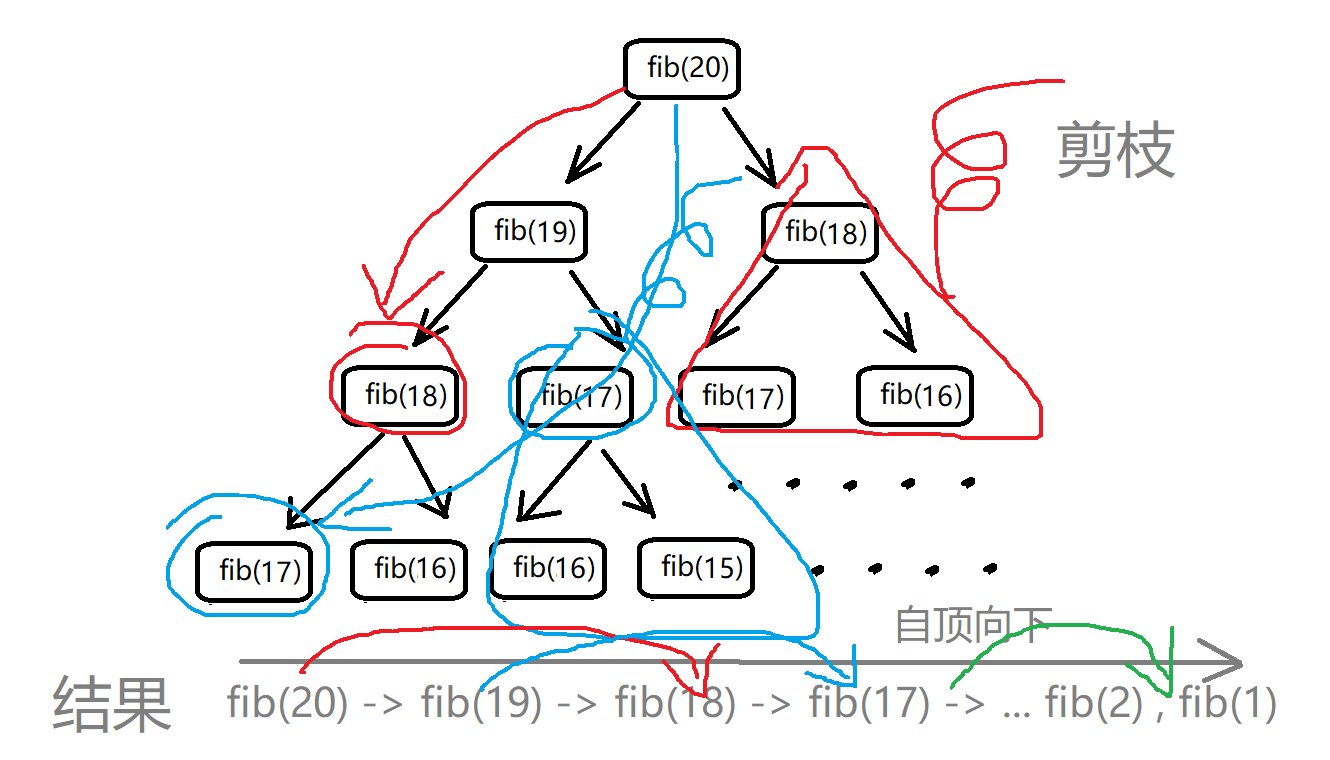 fib(20)
剪枝
fib(19)
fib(18)
fib(18)
fib(17)
fib(17)
fib(16)
fib(17)
fib(16)
fib(16)
fib(15)
自顶向下
结果
fib(20) -> fib(19) -> fib(18) -> fib(17) -> ... fib(2) , fib(1)